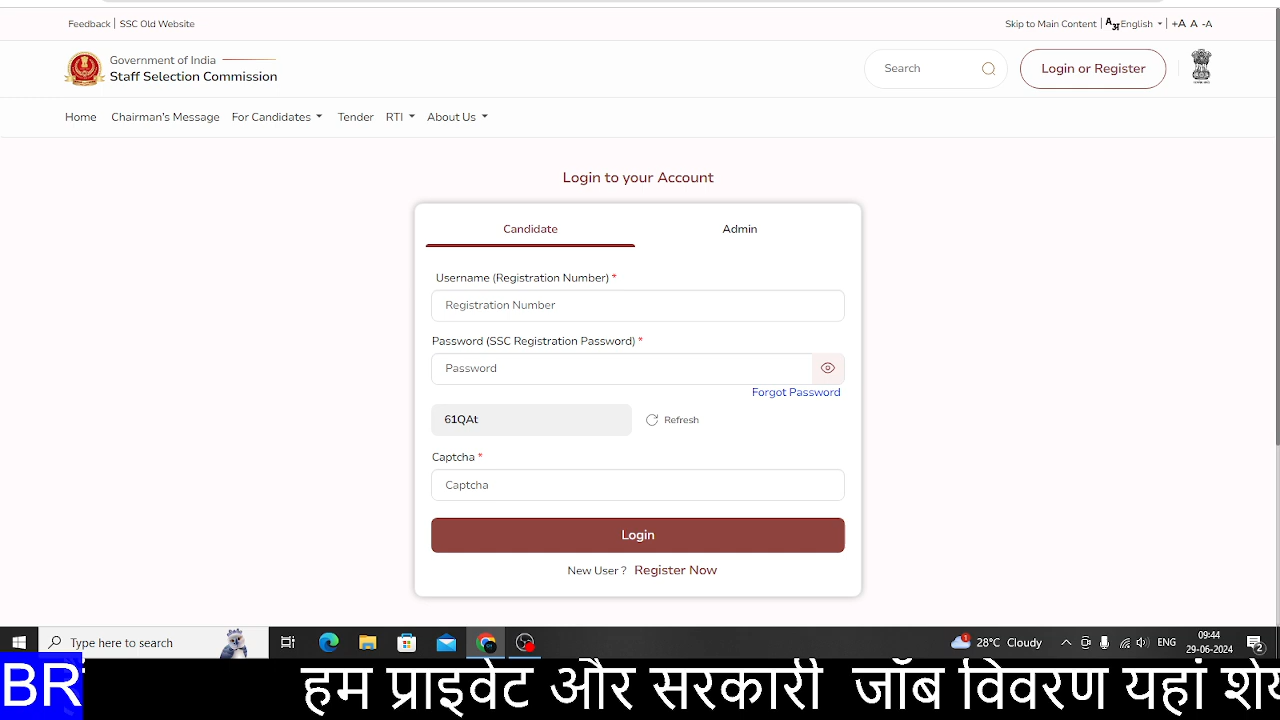 Feedback | SSC Old Website
Skip to Main Content | English | +A A -A
Government of India
Staff Selection Commission
Search
Login or Register
Home Chairman's Message For Candidates Tender RTI About Us
Login to your Account
Candidate Admin
Username (Registration Number) *
Registration Number
Password (SSC Registration Password) *
Password
Forgot Password
61QAt
Refresh
Captcha *
Captcha
Login
New User ? Register Now
Type here to search
1 28°C Cloudy ENG
09:44
29-06-2024
2
BR
हम प्राइवेट और सरकारी जॉब विवरण यहां